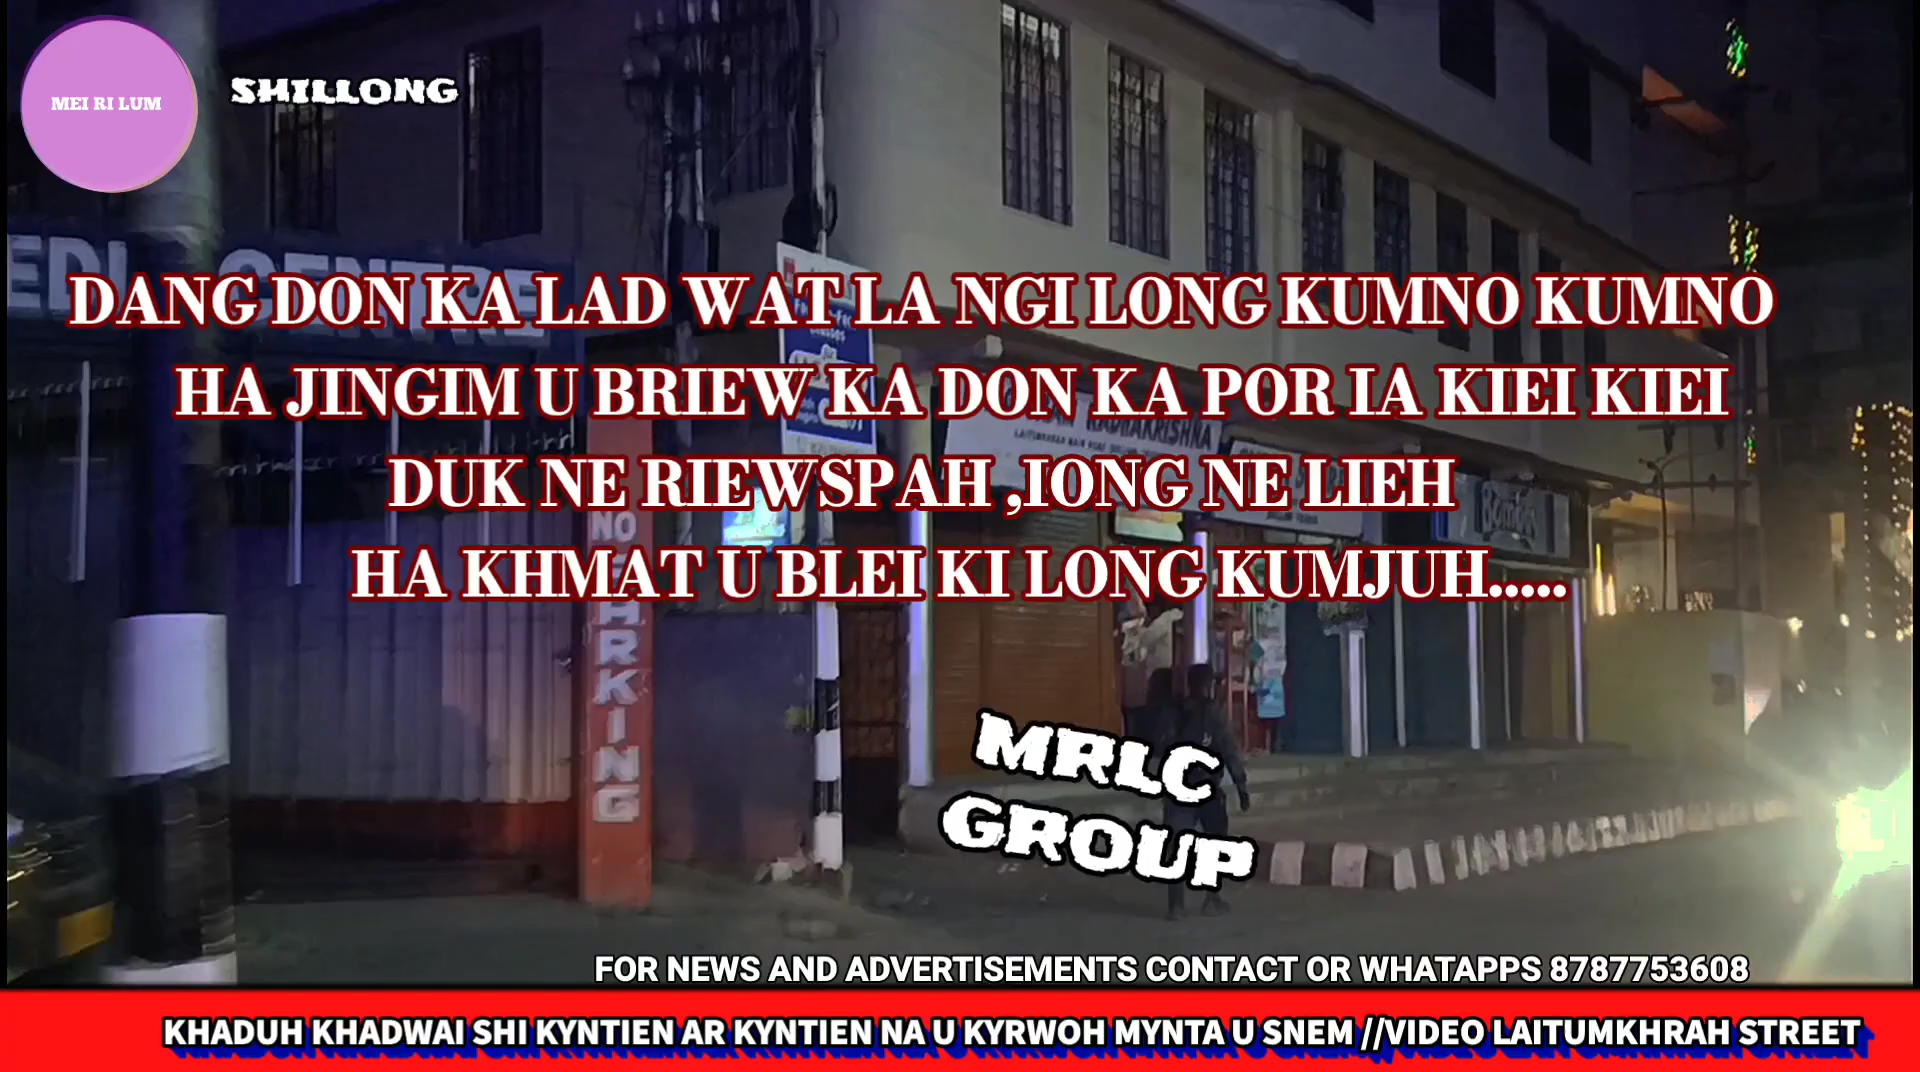 MEI RI LUM
SHILLONG
CENTRE
DANG DON KA LAD WAT LA NGI LONG KUMNO KUMNO
HA JINGIM U BRIEW KA DON KA POR IA KIEI KIEI
DUK NE RIEWSPAH ,IONG NE LIEH
HA KHMAT U BLEI KI LONG KUMJUH.....
RADHAKRISHNA
NO PARKING
MRLC
GROUP
FOR NEWS AND ADVERTISEMENTS CONTACT OR WHATAPPS 8787753608
KHADUH KHADWAI SHI KYNTIEN AR KYNTIEN NA U KYRWOH MYNTA U SNEM //VIDEO LAITUMKHRAH STREET